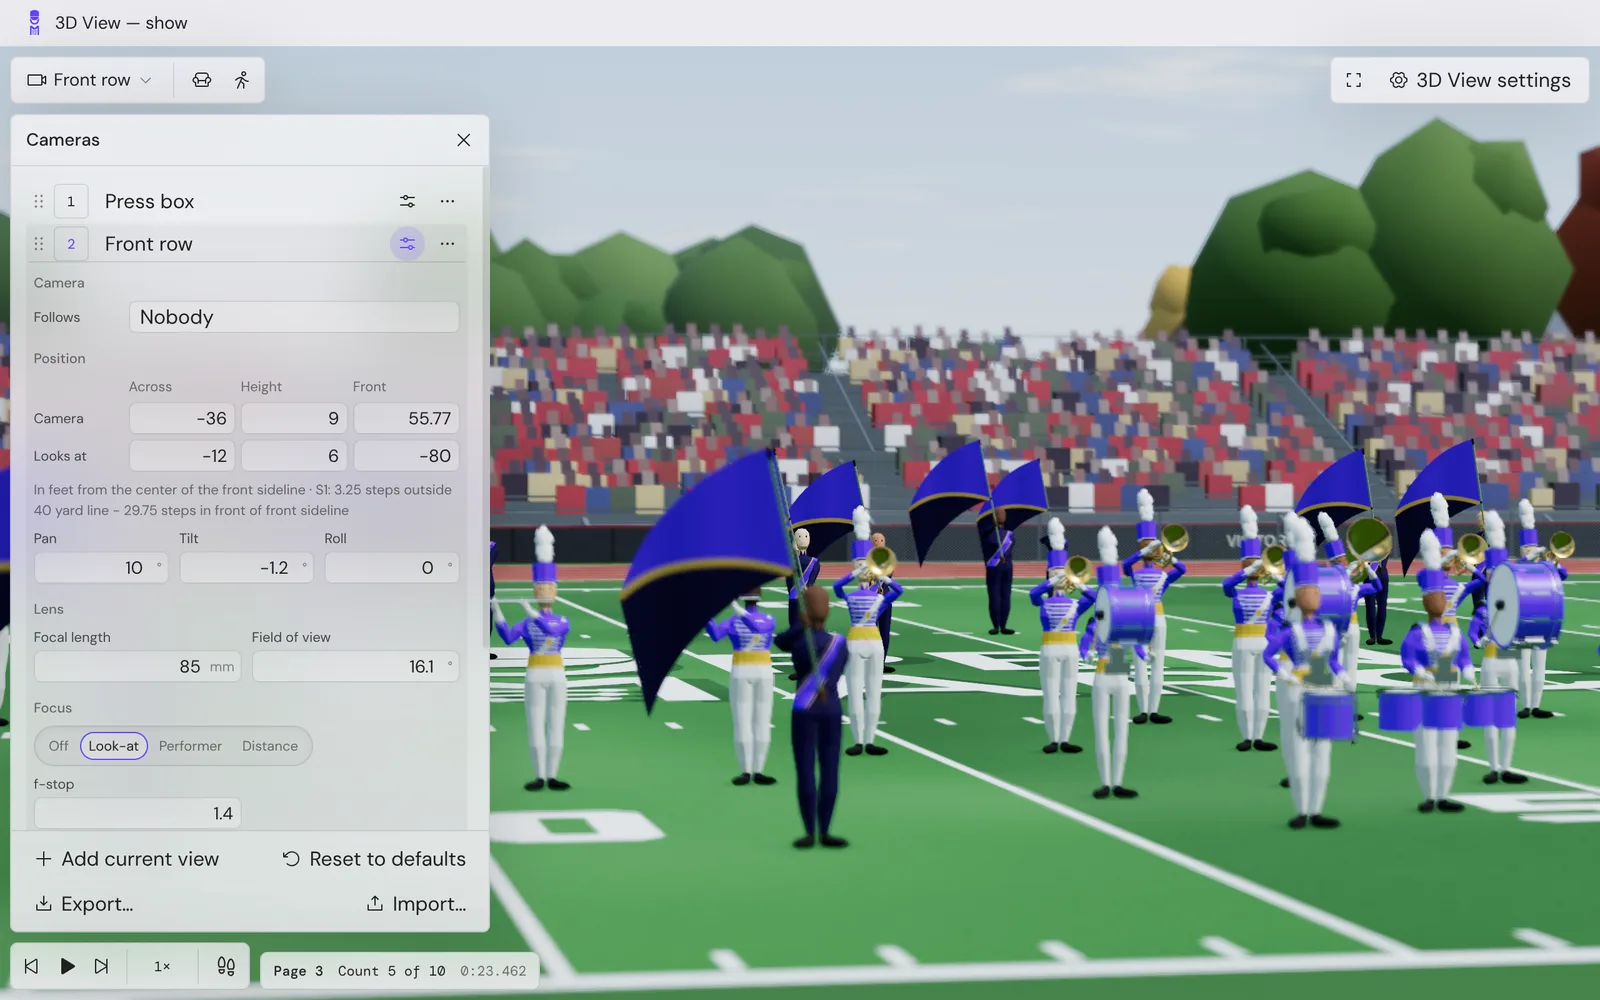 3D View — show
Front row
3D View settings
Cameras
1 Press box
2 Front row
Camera
Follows Nobody
Position
Across Height Front
Camera -36 9 55.77
Looks at -12 6 -80
In feet from the center of the front sideline · S1: 3.25 steps outside
40 yard line - 29.75 steps in front of front sideline
Pan Tilt Roll
10 ° -1.2 ° 0 °
Lens
Focal length Field of view
85 mm 16.1 °
Focus
Off Look-at Performer Distance
f-stop
1.4
+ Add current view Reset to defaults
Export... Import...
1× Page 3 Count 5 of 10 0:23.462